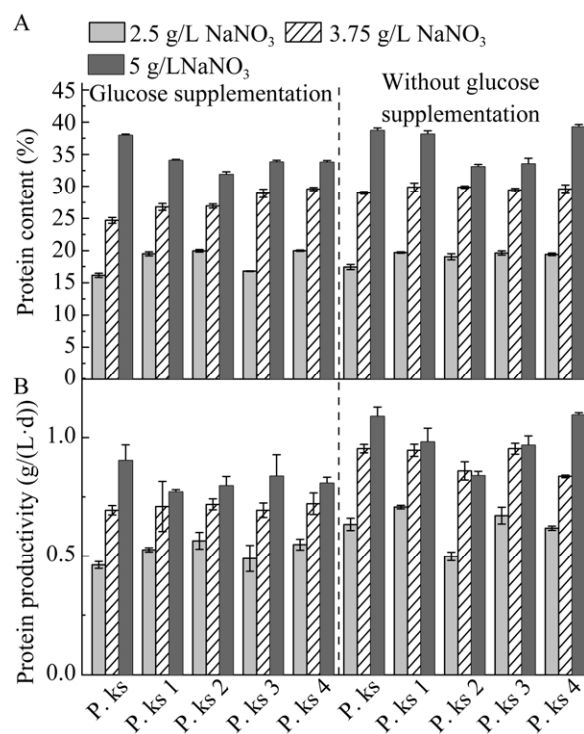 A
2.5 g/L NaNO₃ 3.75 g/L NaNO₃
5 g/LNaNO₃
Glucose supplementation
Without glucose
supplementation
Protein content (%)
45
40
35
30
25
20
15
10
5
0
B
Protein productivity (g/(L·d))
1.0
0.5
0.0
P. ks P. ks 1 P. ks 2 P. ks 3 P. ks 4 P. ks P. ks 1 P. ks 2 P. ks 3 P. ks 4